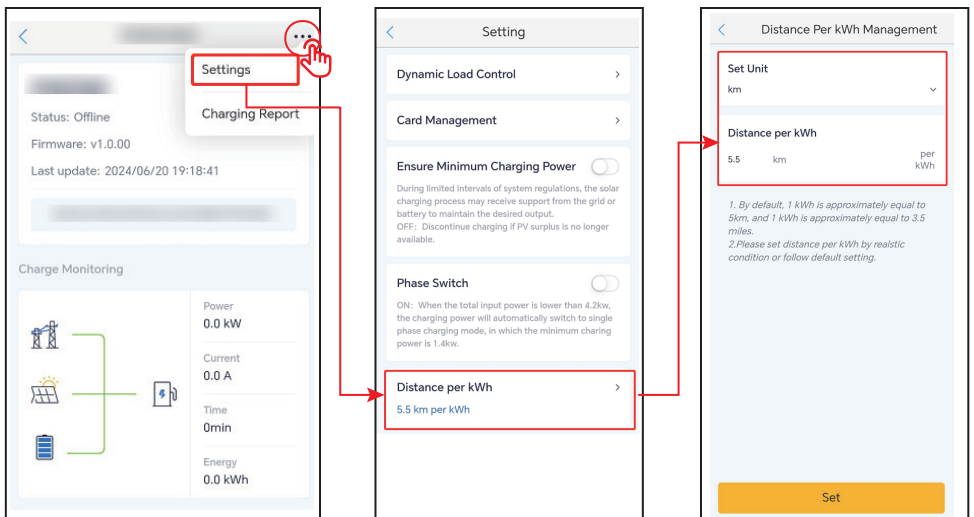 Settings
Charging Report
Status: Offline
Firmware: v1.0.00
Last update: 2024/06/20 19:18:41
Charge Monitoring
Power
0.0 kW
Current
0.0 A
Time
0min
Energy
0.0 kWh
Setting
Dynamic Load Control
Card Management
Ensure Minimum Charging Power
During limited intervals of system regulations, the solar
charging process may receive support from the grid or
battery to maintain the desired output.
OFF: Discontinue charging if PV surplus is no longer
available.
Phase Switch
ON: When the total input power is lower than 4.2kw,
the charging power will automatically switch to single
phase charging mode, in which the minimum charing
power is 1.4kw.
Distance per kWh
5.5 km per kWh
Distance Per kWh Management
Set Unit
km
Distance per kWh
5.5 km per
kWh
1. By default, 1 kWh is approximately equal to
5km, and 1 kWh is approximately equal to 3.5
miles.
2.Please set distance per kWh by realstic
condition or follow default setting.
Set